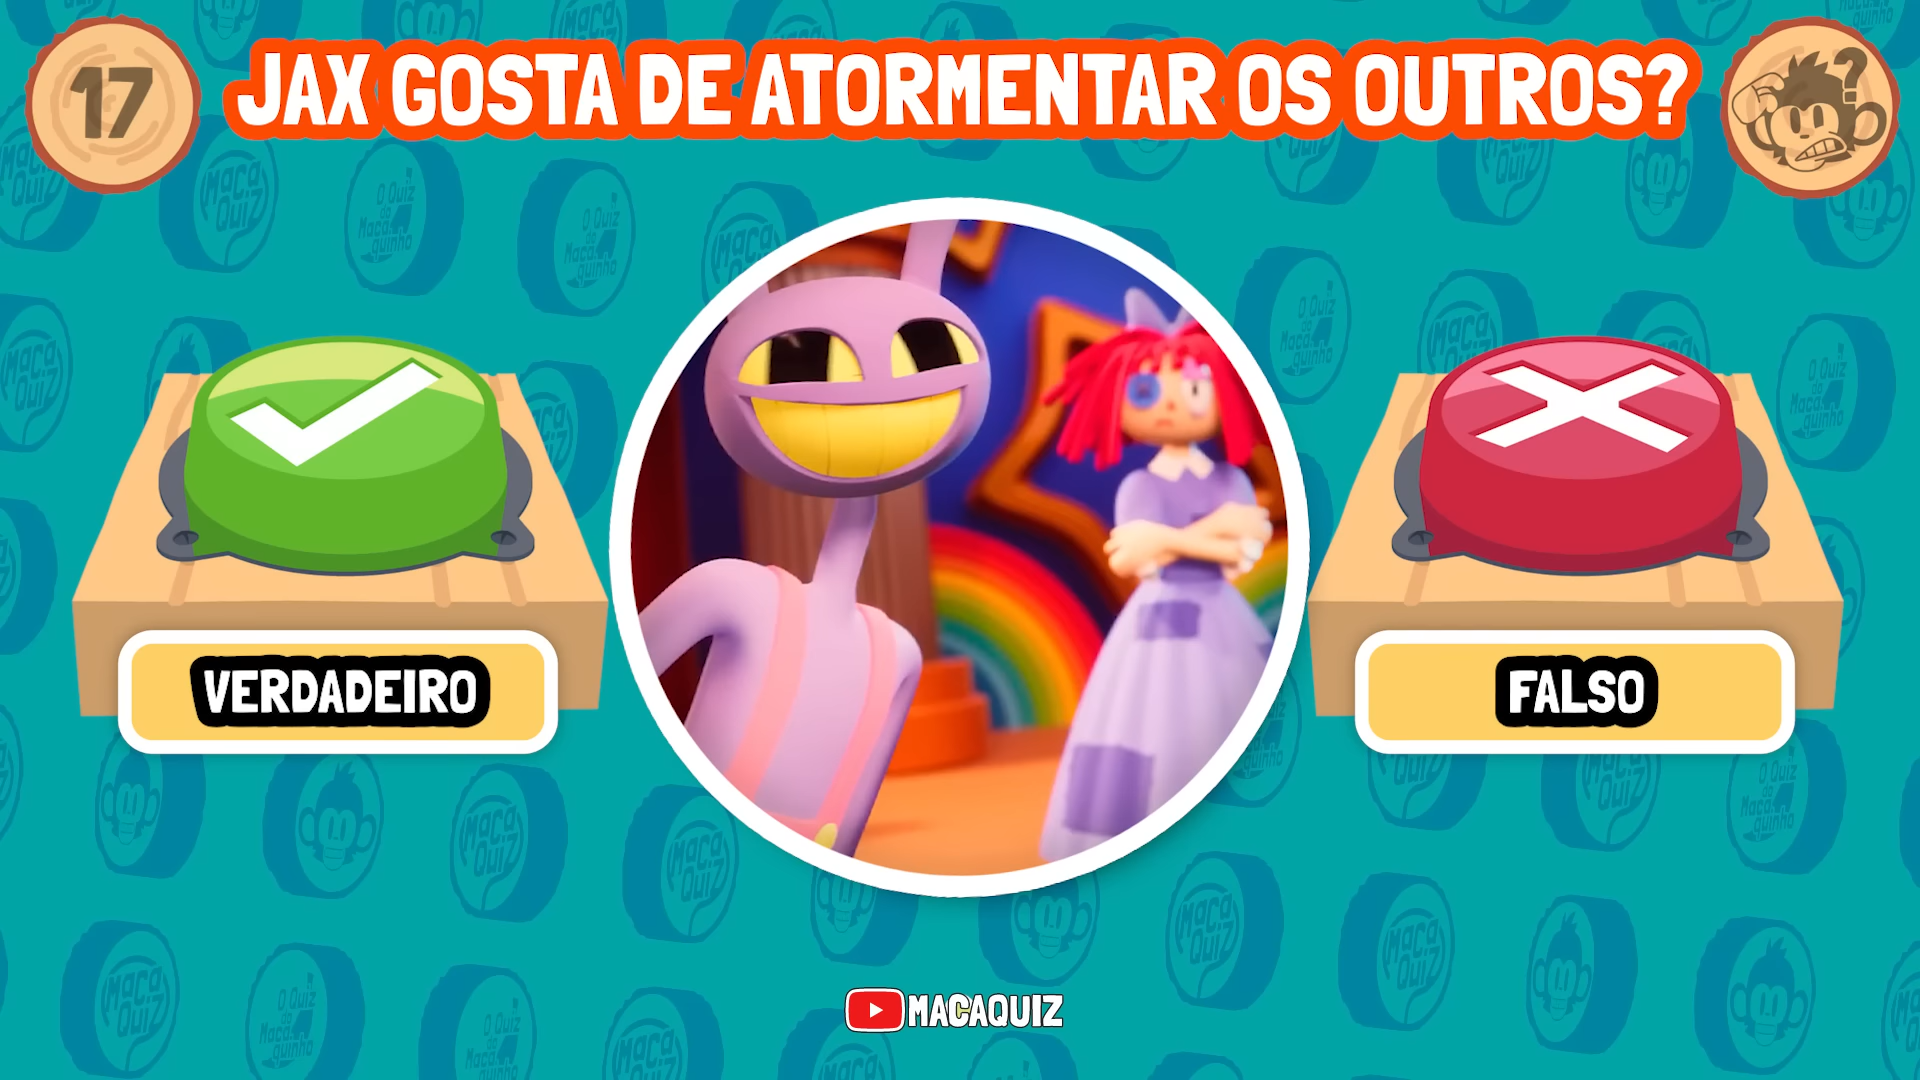 17
JAX GOSTA DE ATORMENTAR OS OUTROS?
VERDADEIRO
FALSO
MACAQUIZ